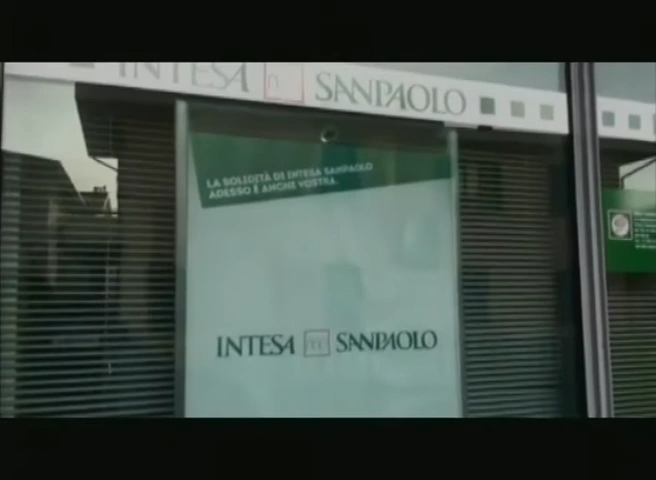 INTESA SANPAOLO
LA SOLIDITÀ DI INTESA SANPAOLO
ADESSO È ANCHE VOSTRA.
INTESA SANPAOLO